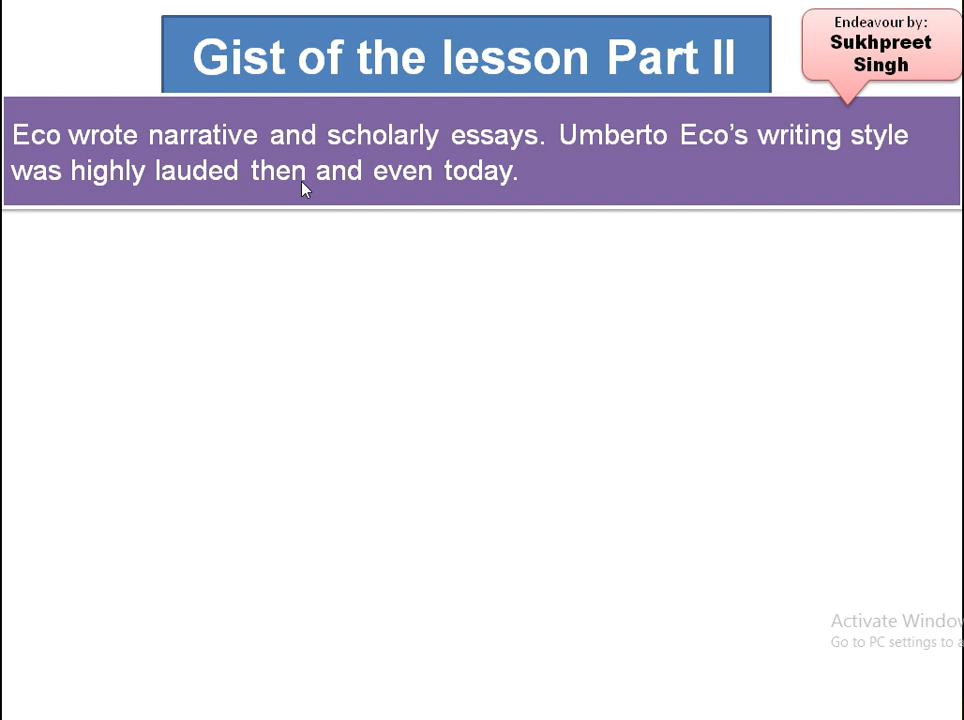 Gist of the lesson Part II
Endeavour by:
Sukhpreet
Singh
Eco wrote narrative and scholarly essays. Umberto Eco’s writing style
was highly lauded then and even today.
Activate Window
Go to PC settings to a